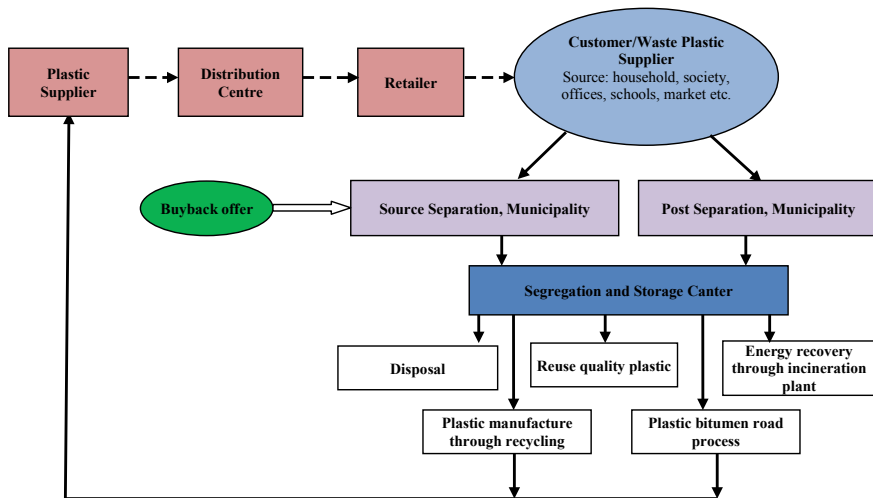 Plastic
Supplier
Distribution
Centre
Retailer
Customer/Waste Plastic
Supplier
Source: household, society,
offices, schools, market etc.
Buyback offer
Source Separation, Municipality
Post Separation, Municipality
Segregation and Storage Canter
Disposal
Reuse quality plastic
Energy recovery
through incineration
plant
Plastic manufacture
through recycling
Plastic bitumen road
process